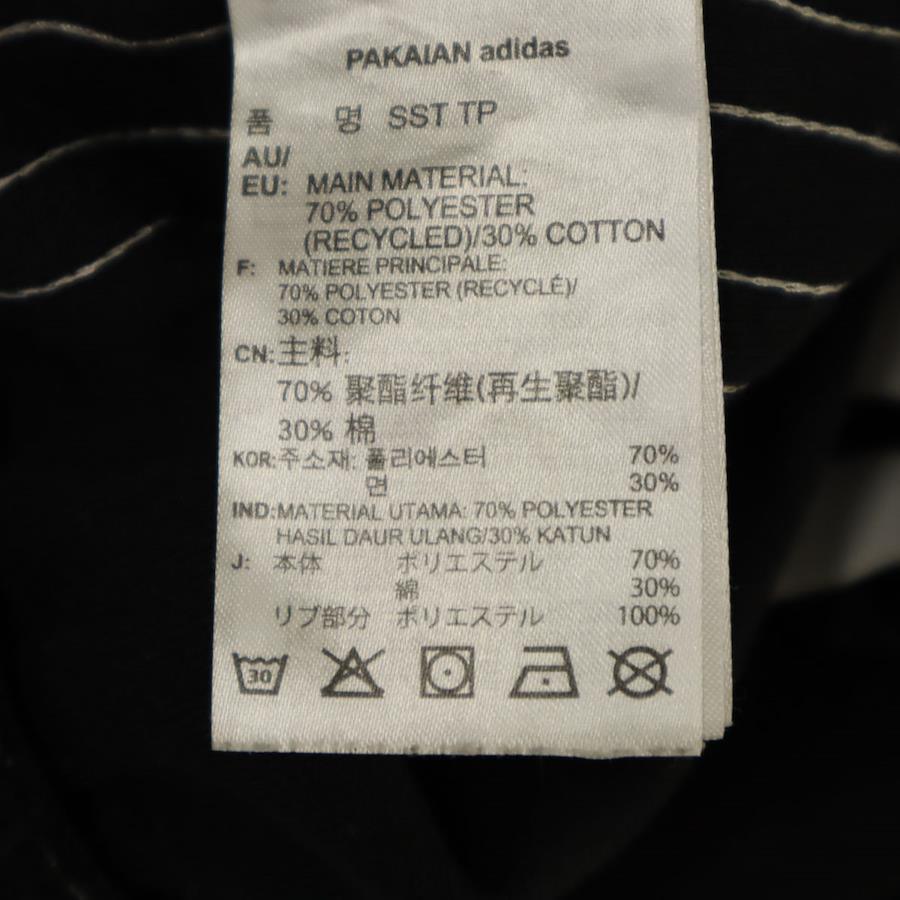 PAKAIAN adidas
품 명 SST TP
AU/
EU: MAIN MATERIAL:
70% POLYESTER
(RECYCLED)/30% COTTON
F: MATIERE PRINCIPALE:
70% POLYESTER (RECYCLÉ)/
30% COTON
CN: 主料:
70% 聚酯纤维(再生聚酯)/
30% 棉
KOR: 주소재: 폴리에스터 70%
면 30%
IND: MATERIAL UTAMA: 70% POLYESTER
HASIL DAUR ULANG/30% KATUN
J: 本体 ポリエステル 70%
綿 30%
リブ部分 ポリエステル 100%
30